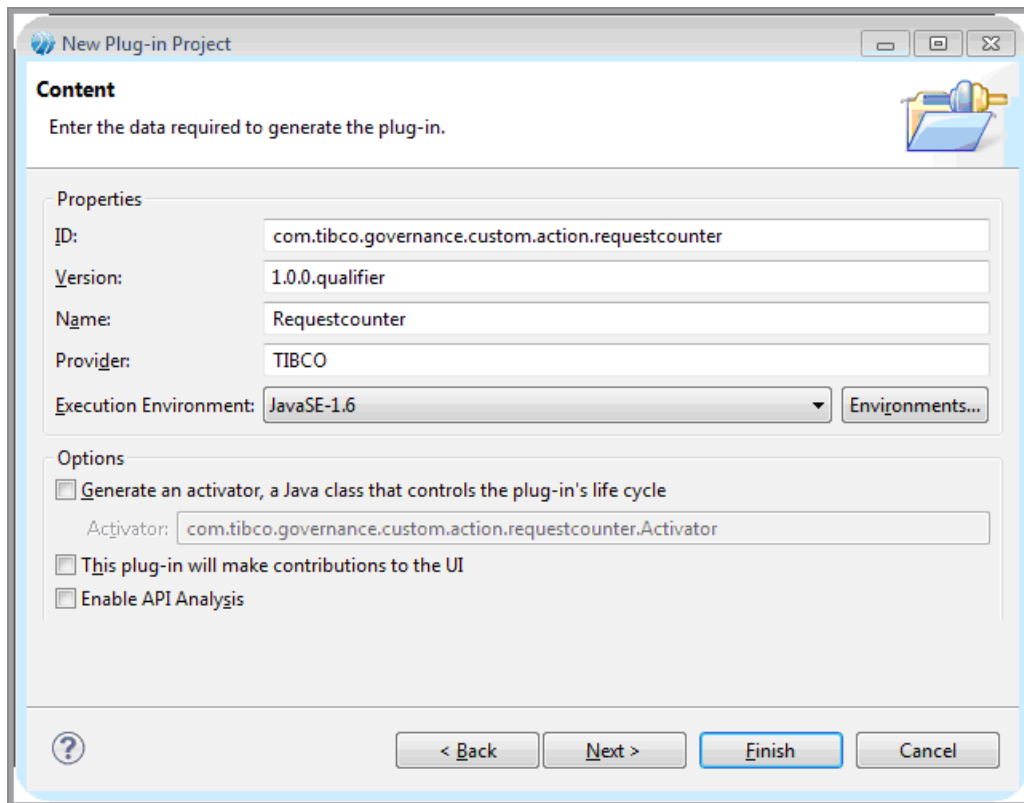 New Plug-in Project
Content
Enter the data required to generate the plug-in.
Properties
ID: com.tibco.governance.custom.action.requestcounter
Version: 1.0.0.qualifier
Name: Requestcounter
Provider: TIBCO
Execution Environment: JavaSE-1.6 Environments...
Options
Generate an activator, a Java class that controls the plug-in's life cycle
Activator: com.tibco.governance.custom.action.requestcounter.Activator
This plug-in will make contributions to the UI
Enable API Analysis
? < Back Next > Finish Cancel